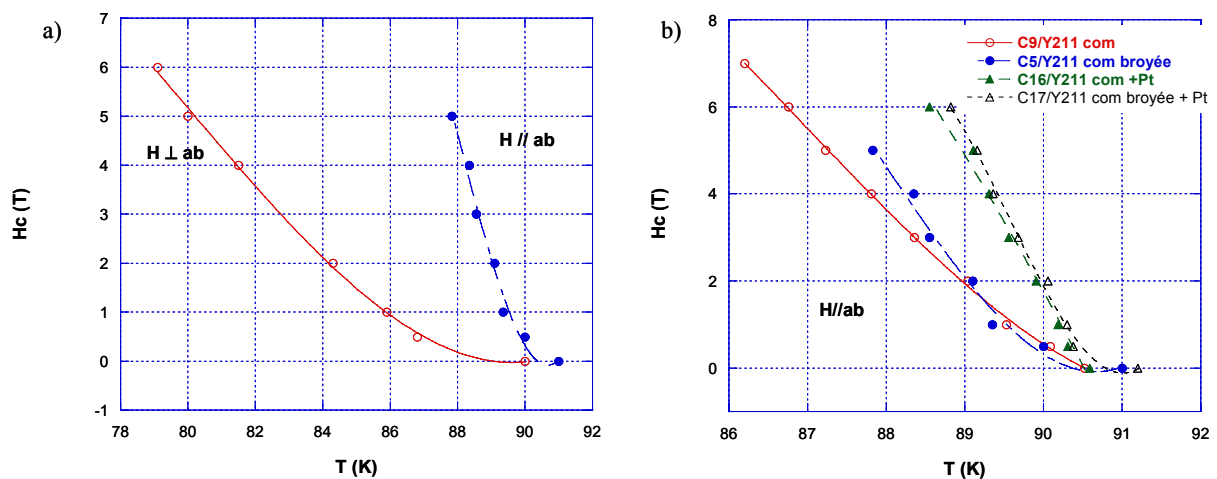 a)
Hc (T)
6
5
4
3
2
1
0
-1
78 80 82 84 86 88 90 92
T (K)
H ⊥ ab
H // ab
b)
Hc (T)
8
6
4
2
0
86 87 88 89 90 91 92
T (K)
C9/Y211 com
C5/Y211 com broyée
C16/Y211 com +Pt
C17/Y211 com broyée + Pt
H//ab